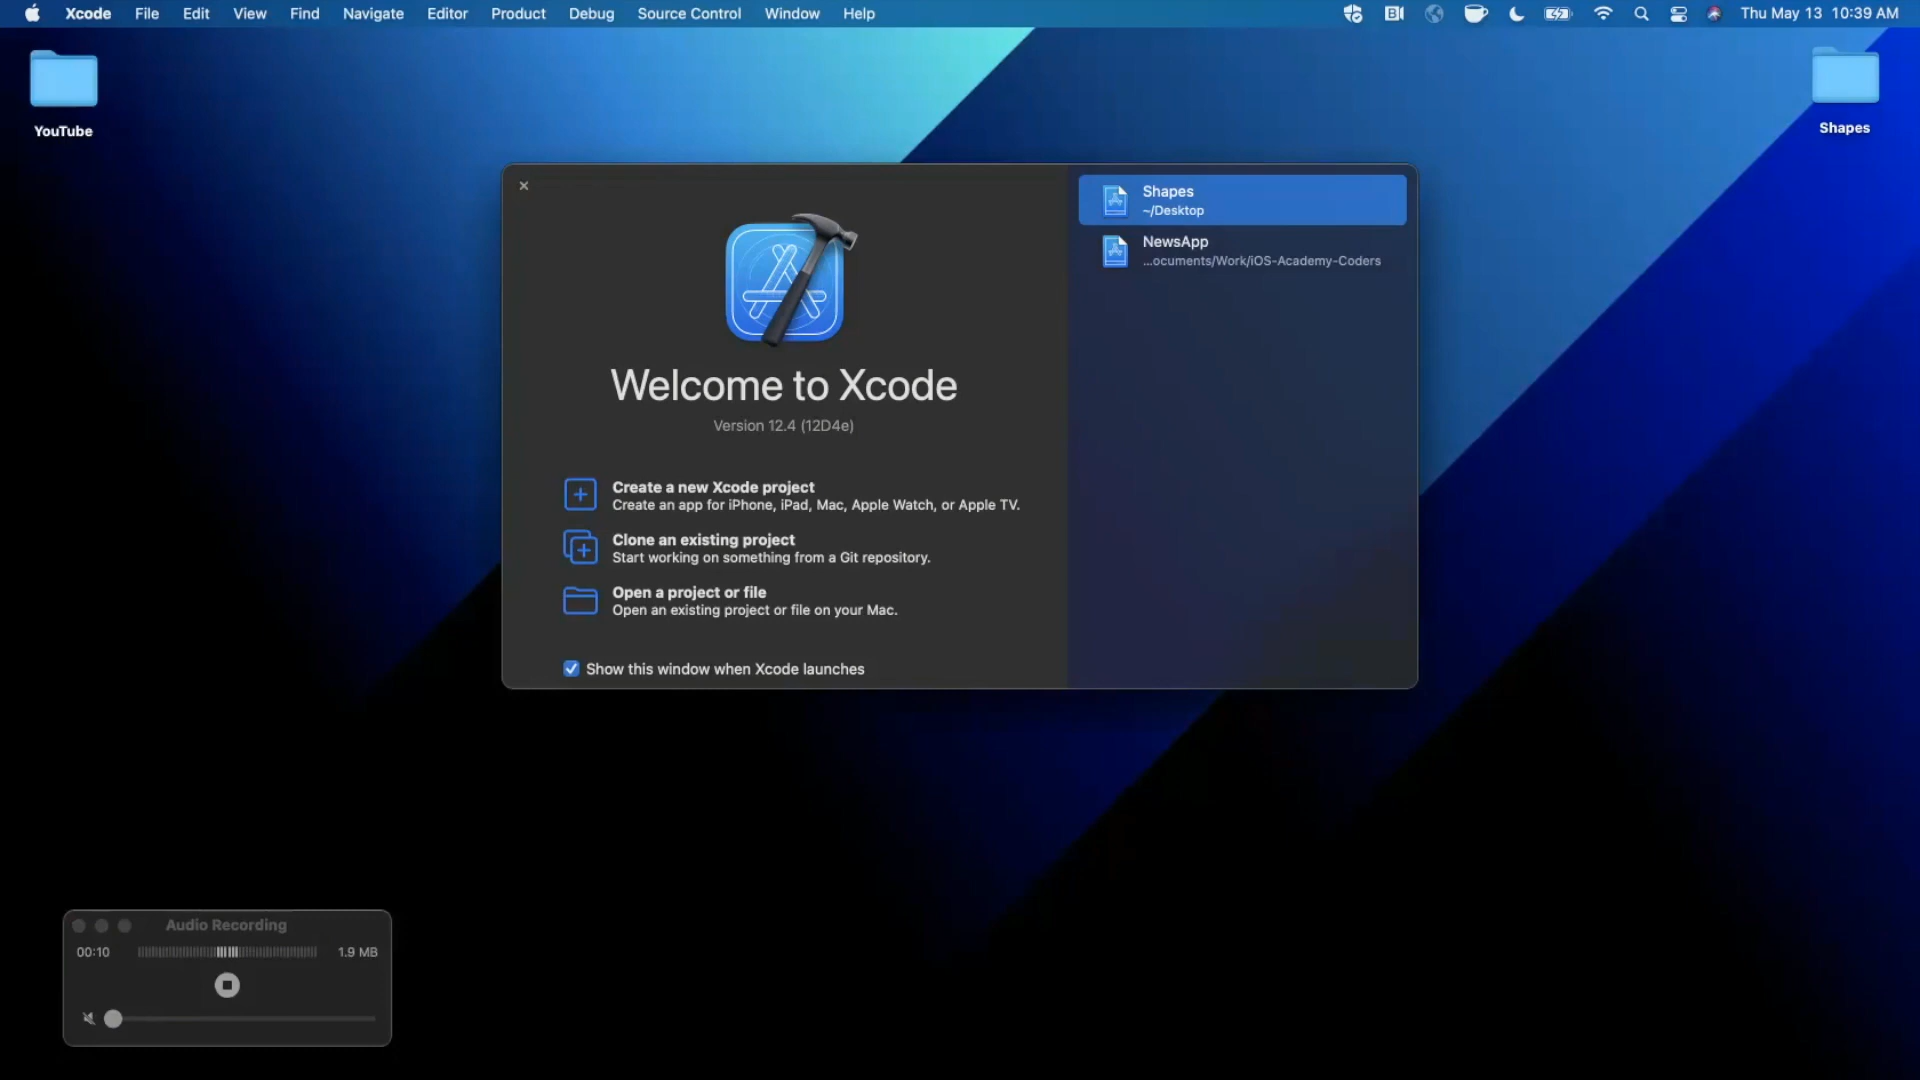 Xcode File Edit View Find Navigate Editor Product Debug Source Control Window Help Thu May 13 10:39 AM
YouTube
Shapes
Shapes
~/Desktop
NewsApp
...ocuments/Work/iOS-Academy-Coders
Welcome to Xcode
Version 12.4 (12D4e)
Create a new Xcode project
Create an app for iPhone, iPad, Mac, Apple Watch, or Apple TV.
Clone an existing project
Start working on something from a Git repository.
Open a project or file
Open an existing project or file on your Mac.
Show this window when Xcode launches
Audio Recording
00:10 1.9 MB